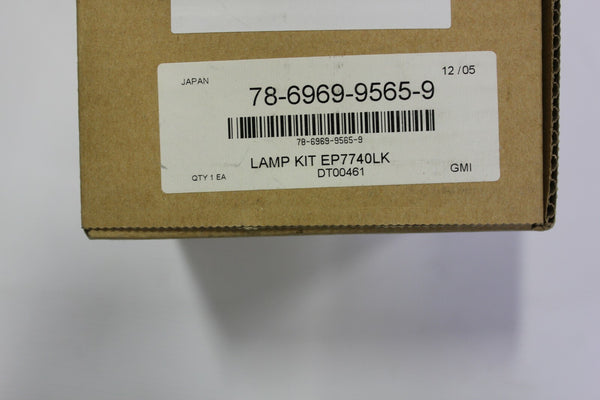 JAPAN 12 / 05
78-6969-9565-9
78-6969-9565-9
LAMP KIT EP7740LK
QTY 1 EA DT00461 GMI